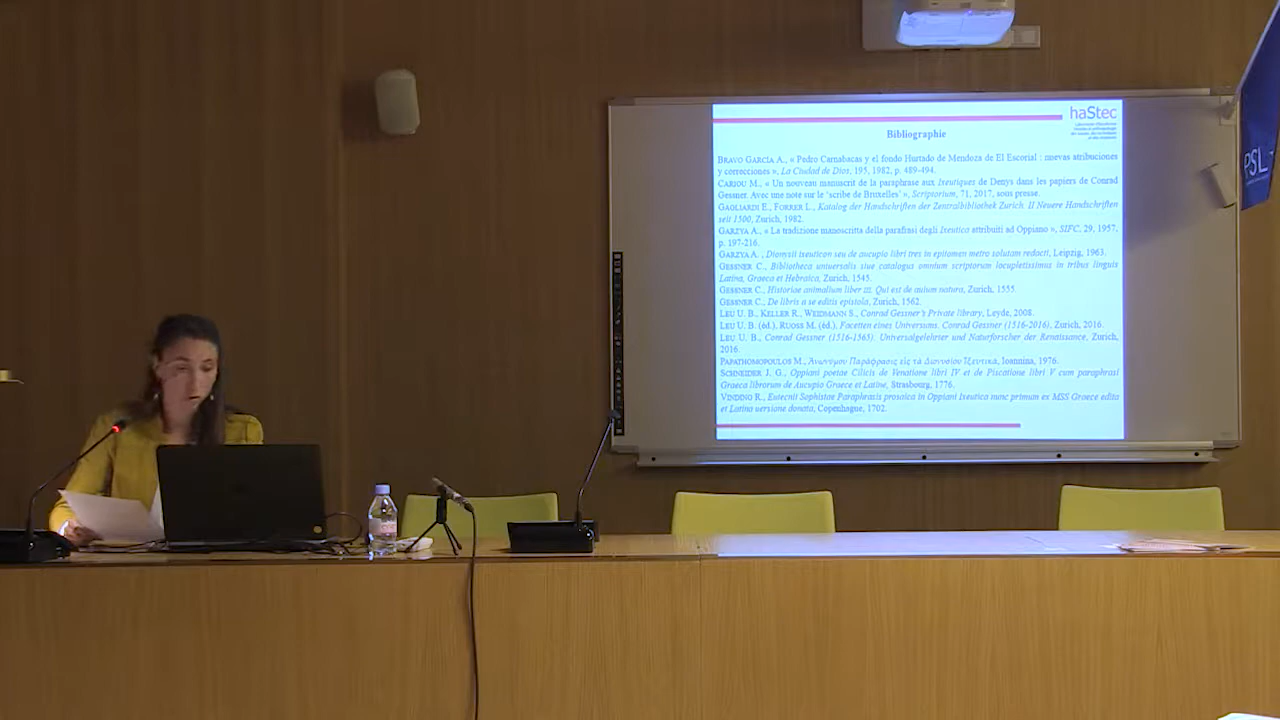 haStec
Bibliographie
BRAVO GARCIA A., « Pedro Carnabacas y el fondo Hurtado de Mendoza de El Escorial : nuevas atribuciones
y correcciones », La Ciudad de Dios, 195, 1982, p. 489-494.
CARIOU M., « Un nouveau manuscrit de la paraphrase aux Ixeutiques de Denys dans les papiers de Conrad
Gessner. Avec une note sur le ‘scribe de Bruxelles’ », Scriptorium, 71, 2017, sous presse.
GAGLIARDI E., FORRER L., Katalog der Handschriften der Zentralbibliothek Zurich. II Neuere Handschriften
seit 1500, Zurich, 1982.
GARZYA A., « La tradizione manoscritta della parafrasi degli Ixeutica attribuiti ad Oppiano », SIFC, 29, 1957,
p. 197-216.
GARZYA A., Dionysii ixeuticon seu de aucupio libri tres in epitomen metro solutam redacti, Leipzig, 1963.
GESSNER C., Bibliotheca universalis siue catalogus omnium scriptorum locupletissimus in tribus linguis
Latina, Graeca et Hebraica, Zurich, 1545.
GESSNER C., Historiae animalium liber III. Qui est de auium natura, Zurich, 1555.
GESSNER C., De libris a se editis epistola, Zurich, 1562.
LEU U. B., KELLER R., WEIDMANN S., Conrad Gessner's Private library, Leyde, 2008.
LEU U. B. (éd.), RUOSS M. (éd.), Facetten eines Universums. Conrad Gessner (1516-2016), Zurich, 2016.
LEU U. B., Conrad Gessner (1516-1565). Universalgelehrter und Naturforscher der Renaissance, Zurich,
2016.
PAPATHOMOPOULOS M., Ἀνωνύμου Παράφρασις εἰς τὰ Διονυσίου Ἰξευτικά, Ioannina, 1976.
SCHNEIDER J. G., Oppiani poetae Cilicis de Venatione libri IV et de Piscatione libri V cum paraphrasi
Graeca librorum de Aucupio Graece et Latine, Strasbourg, 1776.
VINDING R., Eutecnii Sophistae Paraphrasis prosaica in Oppiani Ixeutica nunc primum ex MSS Graece edita
et Latina uersione donata, Copenhague, 1702.
PSL